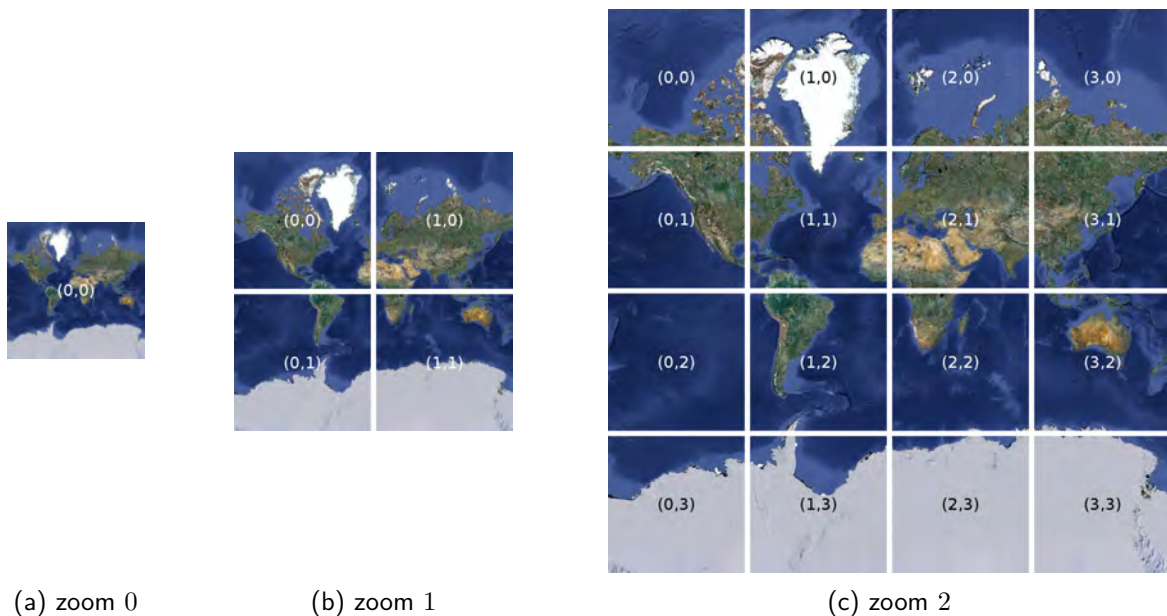 (0,0)
(0,0) (1,0)
(0,1) (1,1)
(0,0) (1,0) (2,0) (3,0)
(0,1) (1,1) (2,1) (3,1)
(0,2) (1,2) (2,2) (3,2)
(0,3) (1,3) (2,3) (3,3)
(a) zoom 0
(b) zoom 1
(c) zoom 2